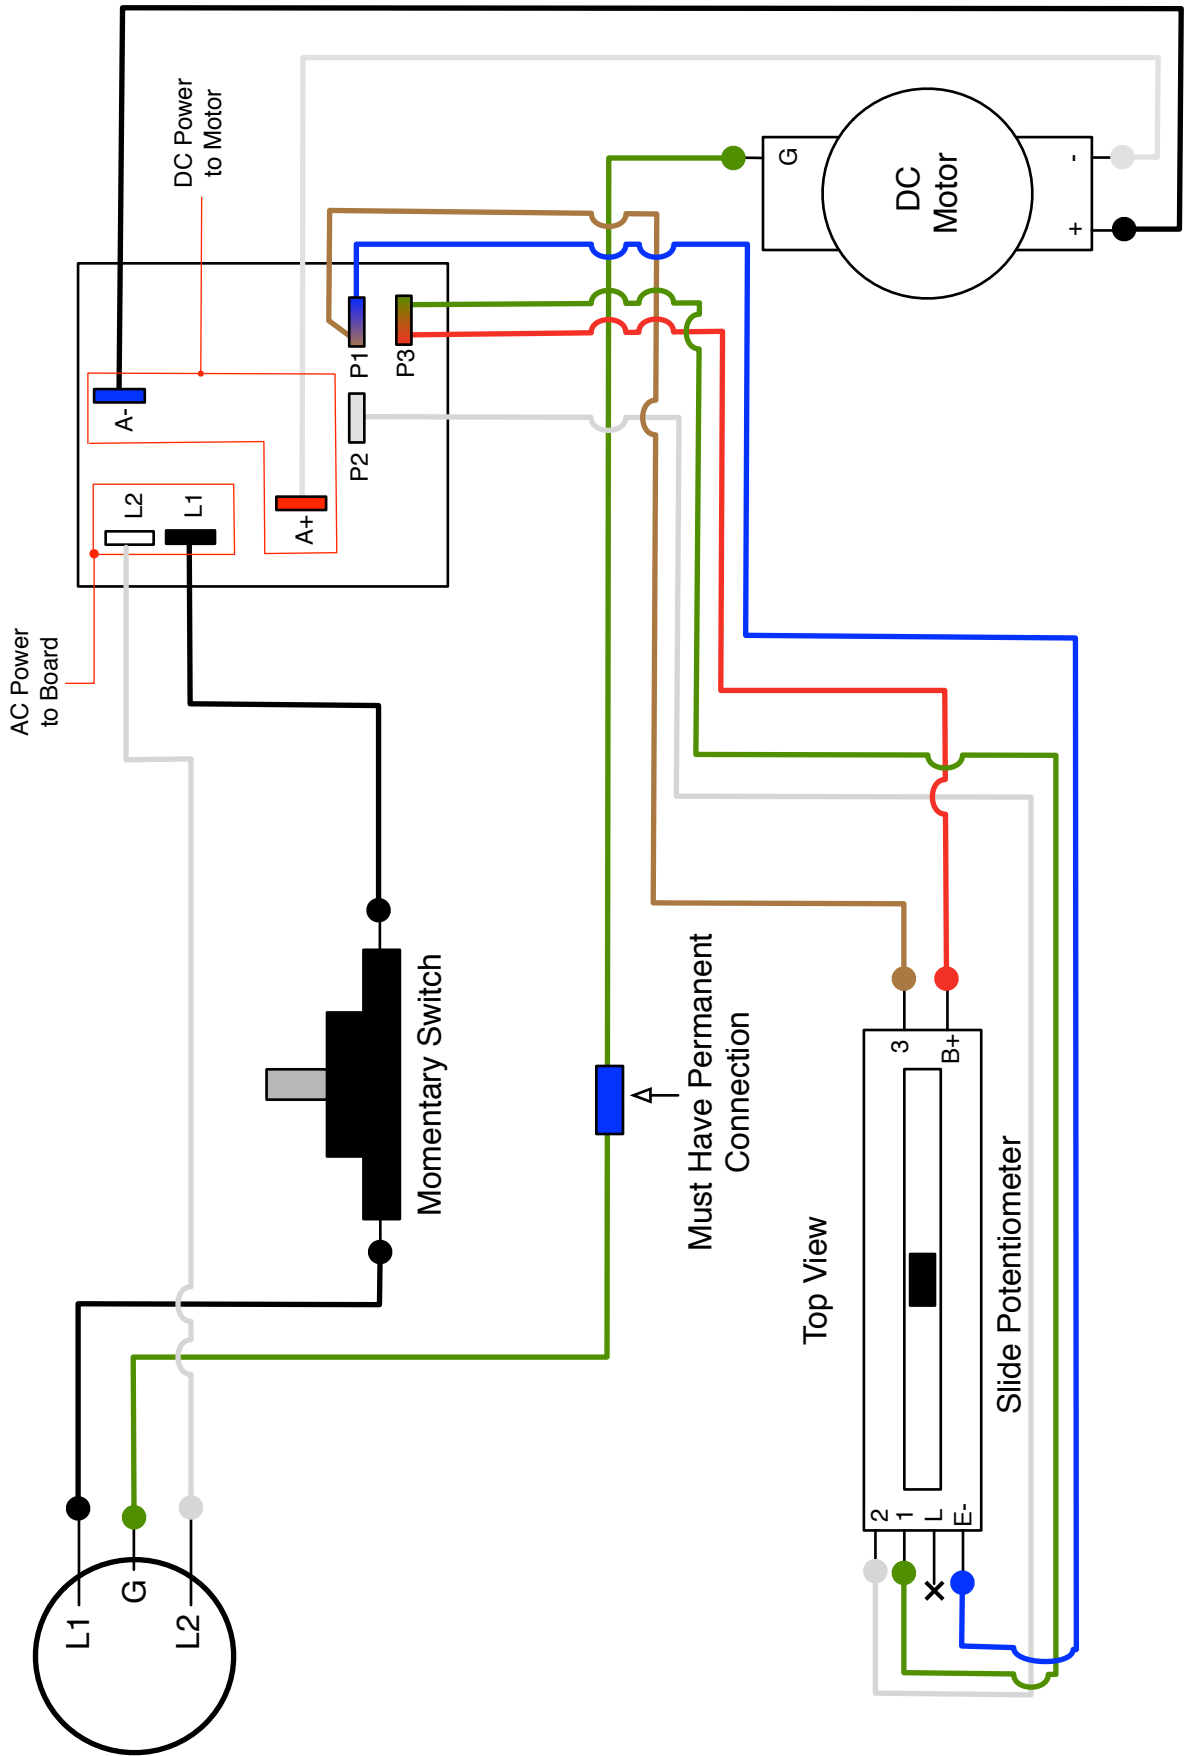 AC Power
to Board
DC Power
to Motor
L1
G
L2
L2
L1
A-
A+
P2
P1
P3
Momentary Switch
Must Have Permanent
Connection
G
DC
Motor
+
-
Top View
2
1
L
E-
3
B+
Slide Potentiometer